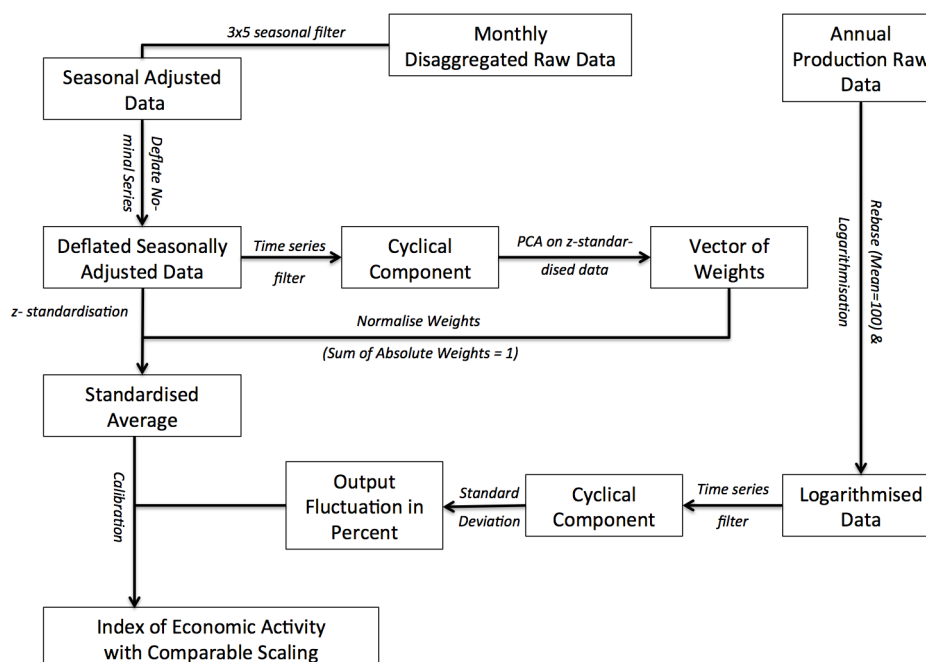 3x5 seasonal filter
Monthly
Disaggregated Raw Data
Annual
Production Raw
Data
Seasonal Adjusted
Data
Deflate No-
minal Series
Rebase (Mean=100) &
Logarithmisation
Deflated Seasonally
Adjusted Data
Time series
filter
Cyclical
Component
PCA on z-standar-
dised data
Vector of
Weights
z- standardisation
Normalise Weights
(Sum of Absolute Weights = 1)
Standardised
Average
Calibration
Output
Fluctuation in
Percent
Standard
Deviation
Cyclical
Component
Time series
filter
Logarithmised
Data
Index of Economic Activity
with Comparable Scaling